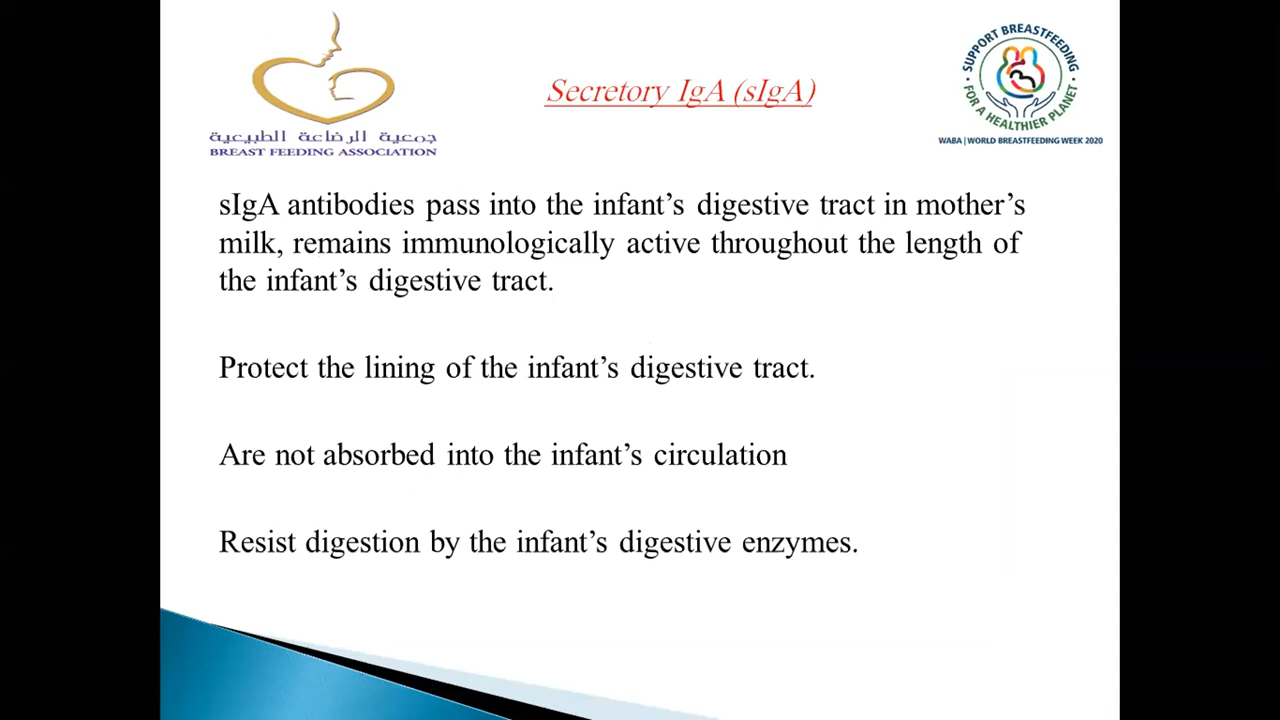 جمعية الرضاعة الطبيعية
BREAST FEEDING ASSOCIATION
Secretory IgA (sIgA)
SUPPORT BREASTFEEDING
FOR A HEALTHIER PLANET
WABA | WORLD BREASTFEEDING WEEK 2020
sIgA antibodies pass into the infant’s digestive tract in mother’s
milk, remains immunologically active throughout the length of
the infant’s digestive tract.
Protect the lining of the infant’s digestive tract.
Are not absorbed into the infant’s circulation
Resist digestion by the infant’s digestive enzymes.